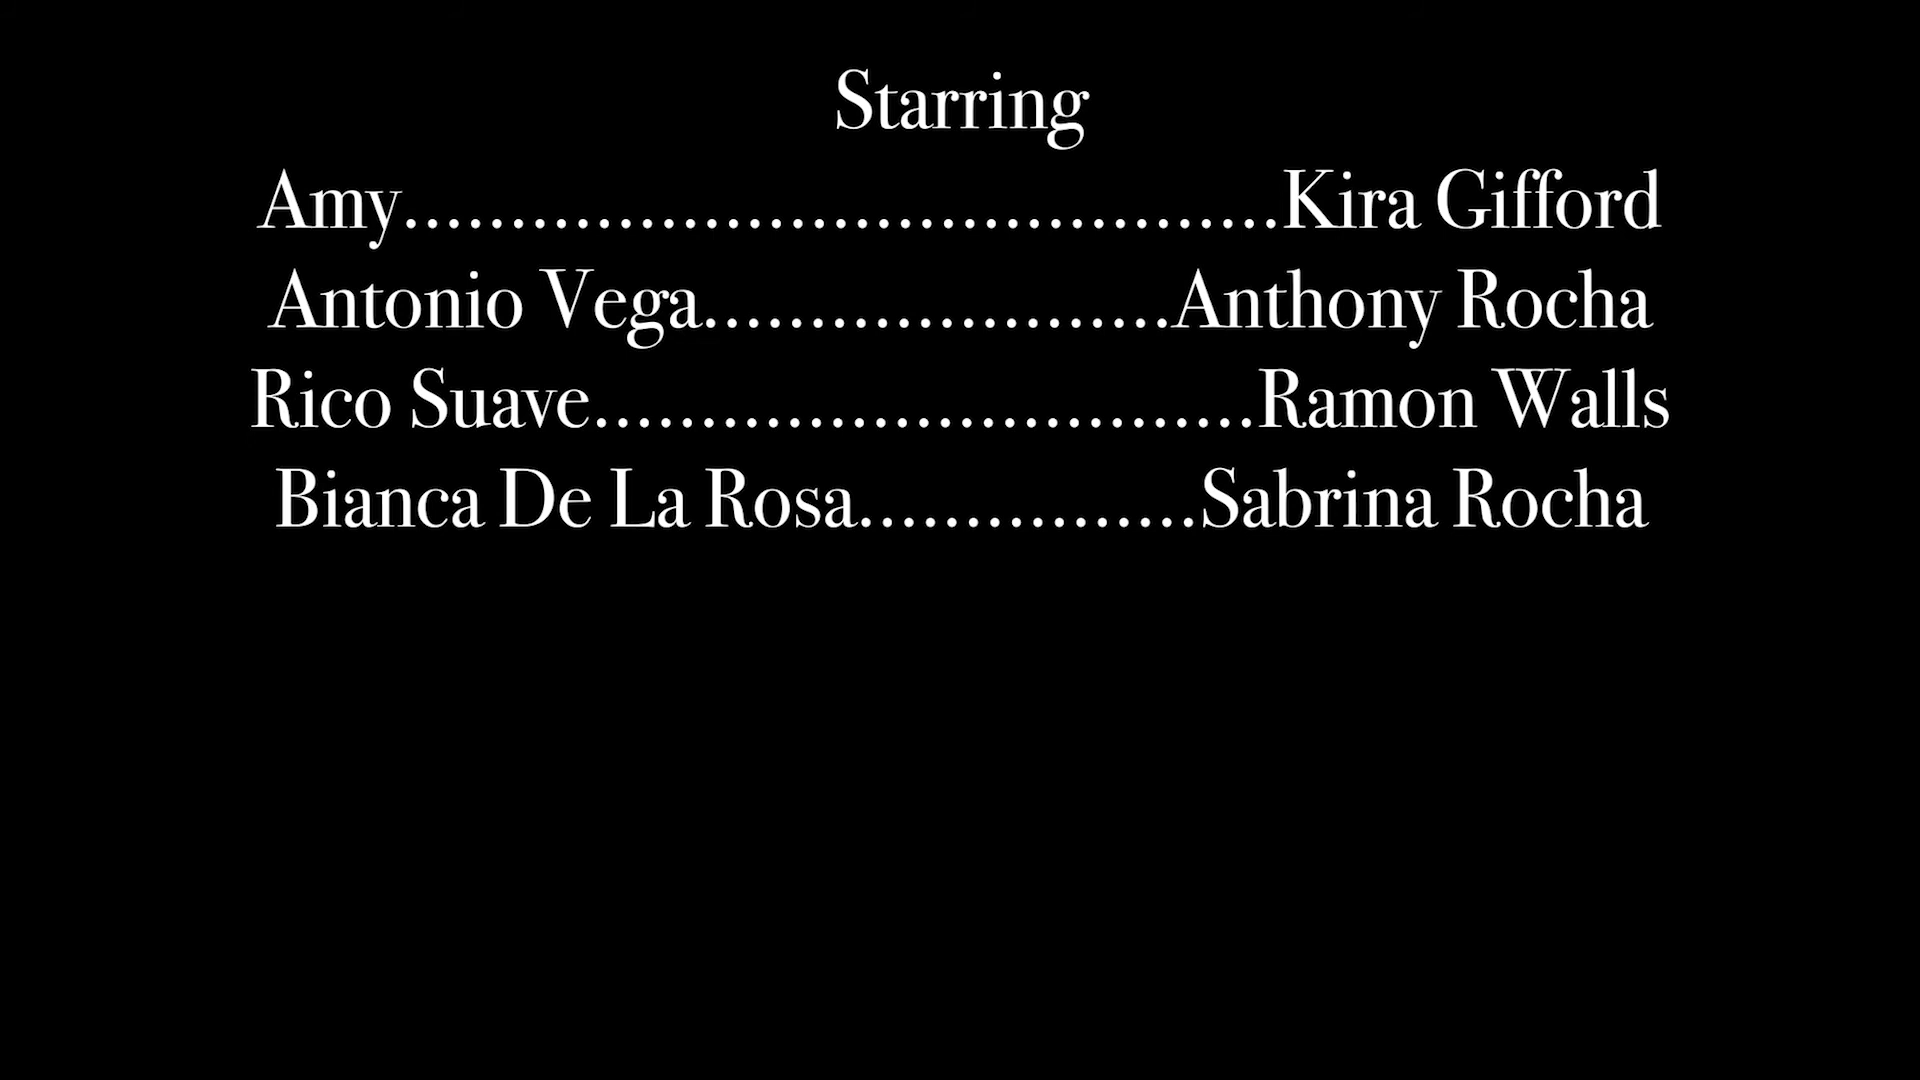 Starring
Amy.........................................Kira Gifford
Antonio Vega......................Anthony Rocha
Rico Suave...............................Ramon Walls
Bianca De La Rosa................Sabrina Rocha